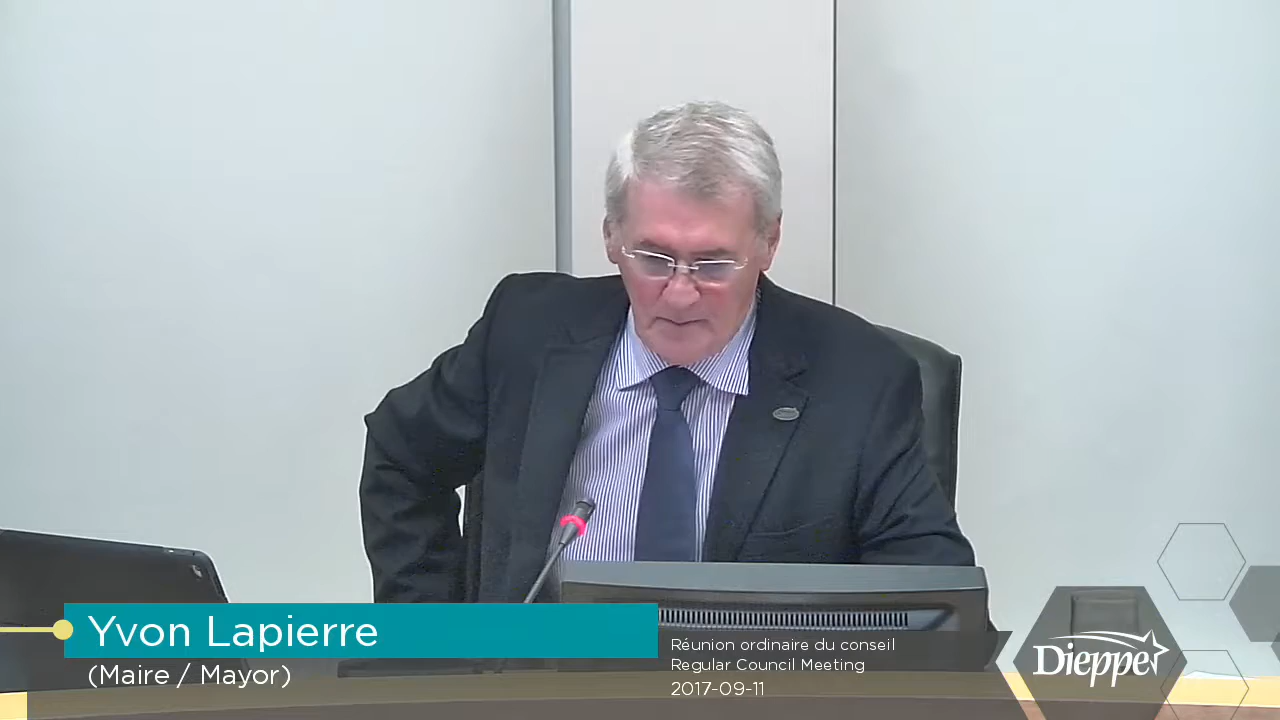 Yvon Lapierre
(Maire / Mayor)
Réunion ordinaire du conseil
Regular Council Meeting
2017-09-11
Dieppe